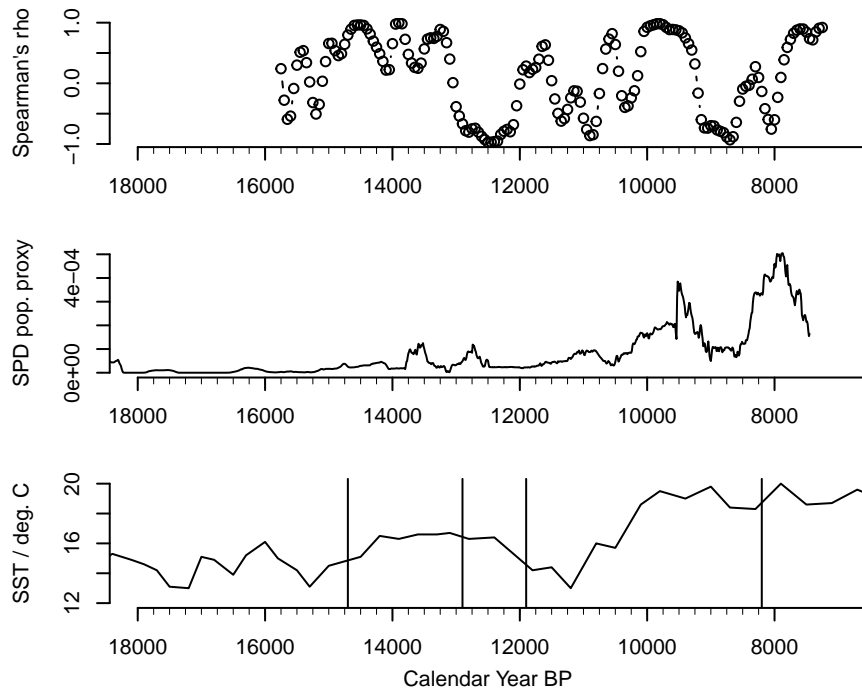 Spearman's rho
1.0
0.0
−1.0
18000 16000 14000 12000 10000 8000
SPD pop. proxy
4e−04
0e+00
18000 16000 14000 12000 10000 8000
SST / deg. C
20
16
12
18000 16000 14000 12000 10000 8000
Calendar Year BP